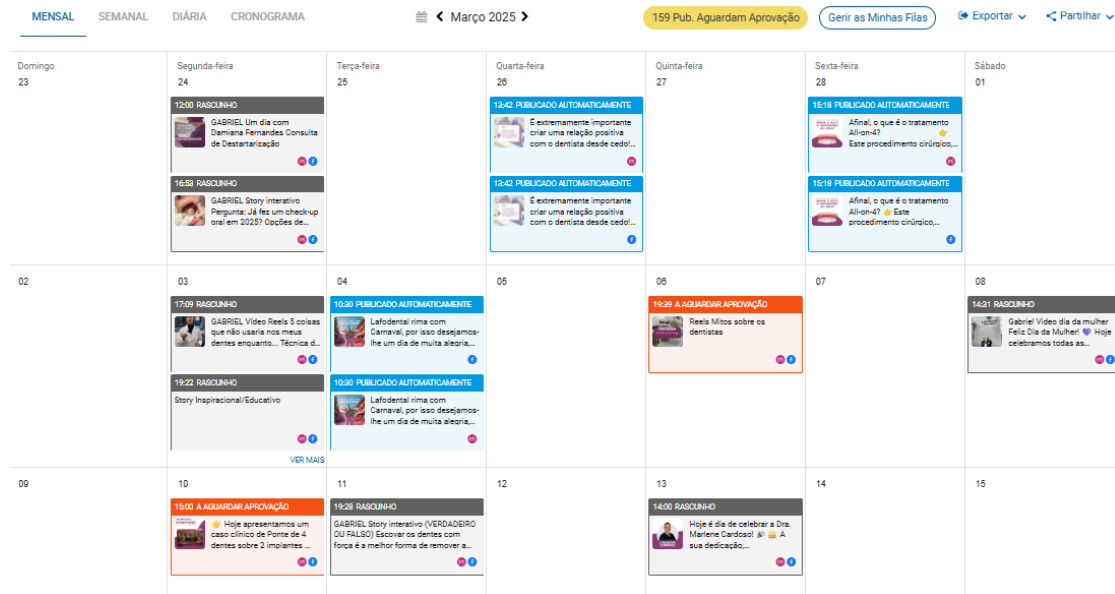 MENSAL SEMANAL DIÁRIA CRONOGRAMA Março 2025 159 Pub. Aguardam Aprovação Gerir as Minhas Filas Exportar Partilhar
Domingo
23
Segunda-feira
24
12:00 RASCUNHO
GABRIEL Um dia com
Damiana Fernandes Consulta
de Destartarização
16:53 RASCUNHO
GABRIEL Story interativo
Pergunta: Já fez um check-up
oral em 2025? Opções de...
Terça-feira
25
Quarta-feira
26
13:42 PUBLICADO AUTOMATICAMENTE
É extremamente importante
criar uma relação positiva
com o dentista desde cedo!...
13:42 PUBLICADO AUTOMATICAMENTE
É extremamente importante
criar uma relação positiva
com o dentista desde cedo!...
Quinta-feira
27
Sexta-feira
28
15:18 PUBLICADO AUTOMATICAMENTE
Afinal, o que é o tratamento
All-on-4? 👉
Este procedimento cirúrgico,...
15:18 PUBLICADO AUTOMATICAMENTE
Afinal, o que é o tratamento
All-on-4? 👉 Este
procedimento cirúrgico,...
Sábado
01
02
03
17:09 RASCUNHO
GABRIEL Vídeo Reels 5 coisas
que não usaria nos meus
dentes enquanto... Técnica d...
19:22 RASCUNHO
Story Inspiracional/Educativo
VER MAIS
04
10:30 PUBLICADO AUTOMATICAMENTE
Lafodental rima com
Carnaval, por isso desejamos-
lhe um dia de muita alegria,...
10:30 PUBLICADO AUTOMATICAMENTE
Lafodental rima com
Carnaval, por isso desejamos-
lhe um dia de muita alegria,...
05
06
19:39 A AGUARDAR APROVAÇÃO
Reels Mitos sobre os
dentistas
07
08
14:31 RASCUNHO
Gabriel Video dia da mulher
Feliz Dia da Mulher! 💜 Hoje
celebramos todas as...
09
10
15:00 A AGUARDAR APROVAÇÃO
👉 Hoje apresentamos um
caso clínico de Ponte de 4
dentes sobre 2 implantes ...
11
19:28 RASCUNHO
GABRIEL Story interativo (VERDADEIRO
OU FALSO) Escovar os dentes com
força é a melhor forma de remover a...
12
13
14:00 RASCUNHO
Hoje é dia de celebrar a Dra.
Marlene Cardoso! 🎉 🎂 A
sua dedicação,...
14
15